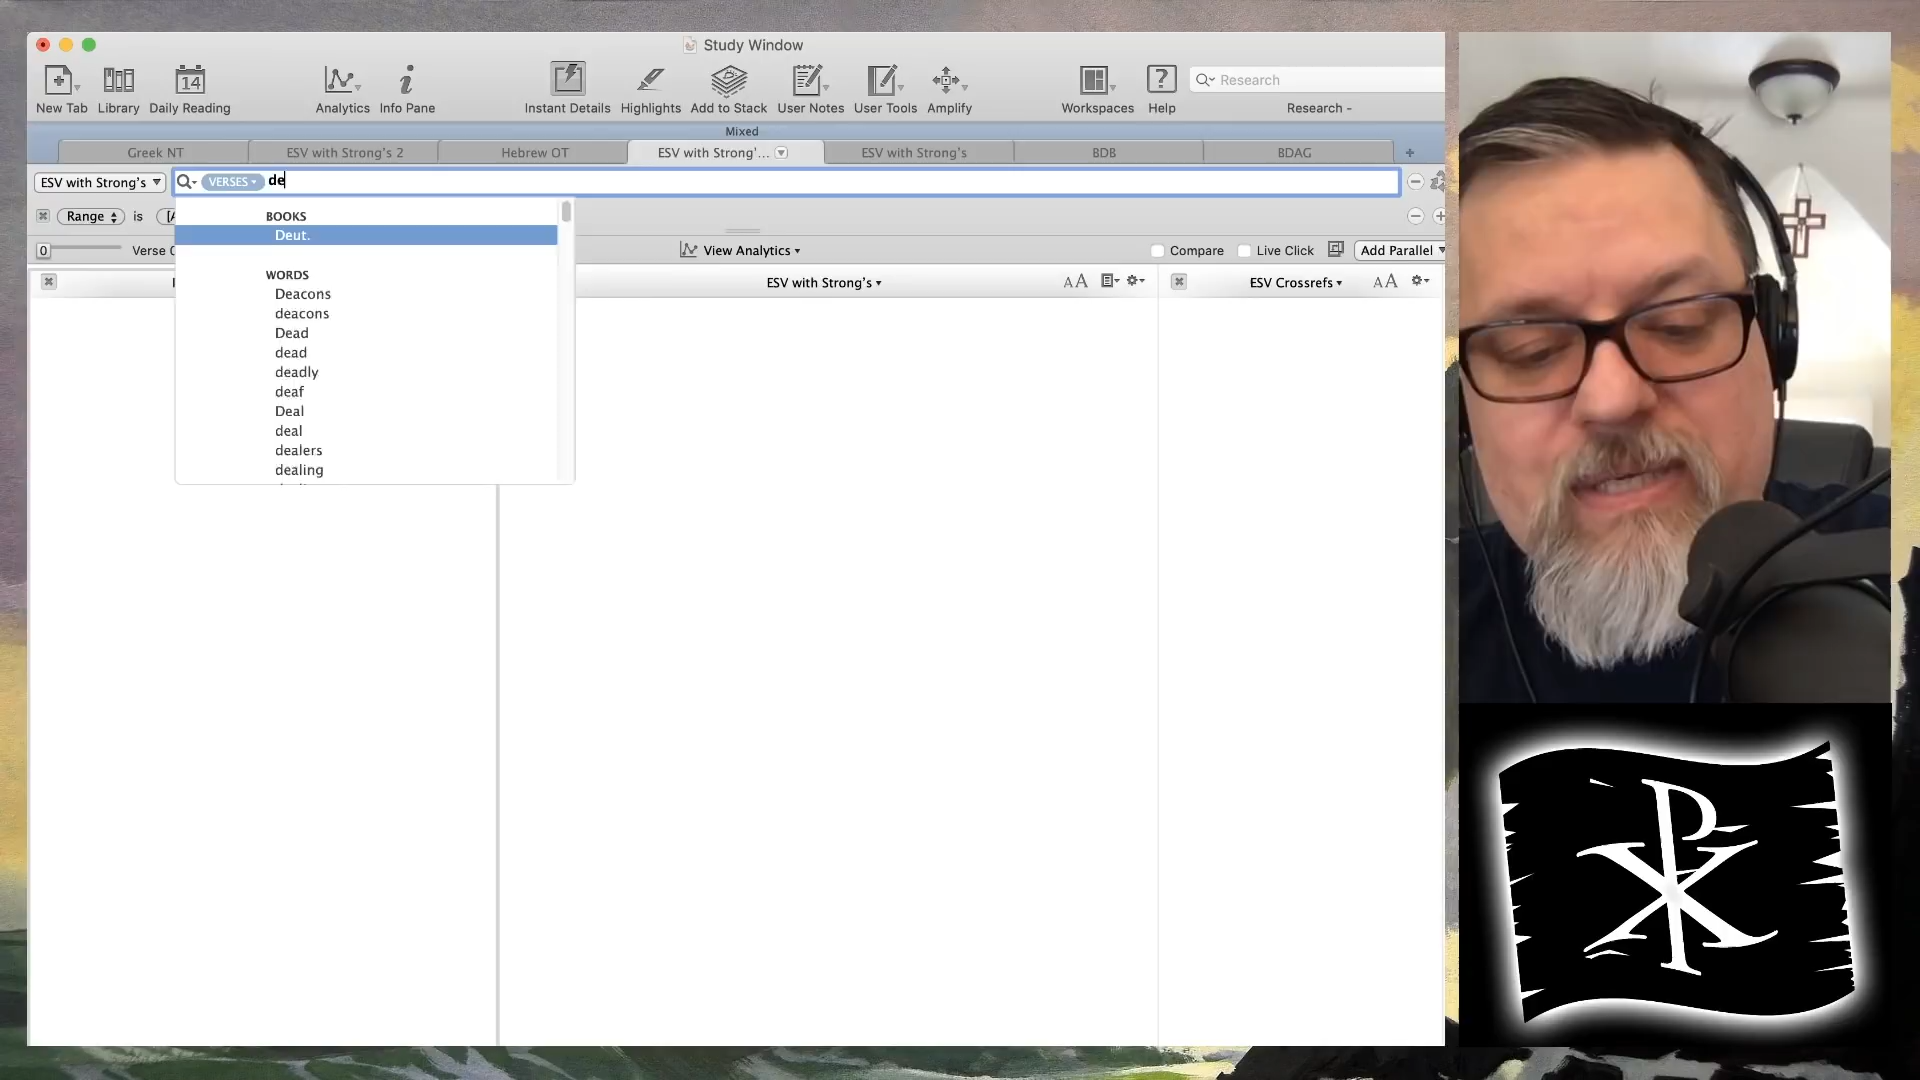 Study Window
New Tab Library Daily Reading Analytics Info Pane Instant Details Highlights Add to Stack User Notes User Tools Amplify Workspaces Help Research
14
Research
Mixed
Greek NT ESV with Strong's 2 Hebrew OT ESV with Strong'... ESV with Strong's BDB BDAG
ESV with Strong's VERSES de
Range is
0 Verse View Analytics Compare Live Click Add Parallel
ESV with Strong's AA ESV Crossrefs AA
BOOKS
Deut.
WORDS
Deacons
deacons
Dead
dead
deadly
deaf
Deal
deal
dealers
dealing